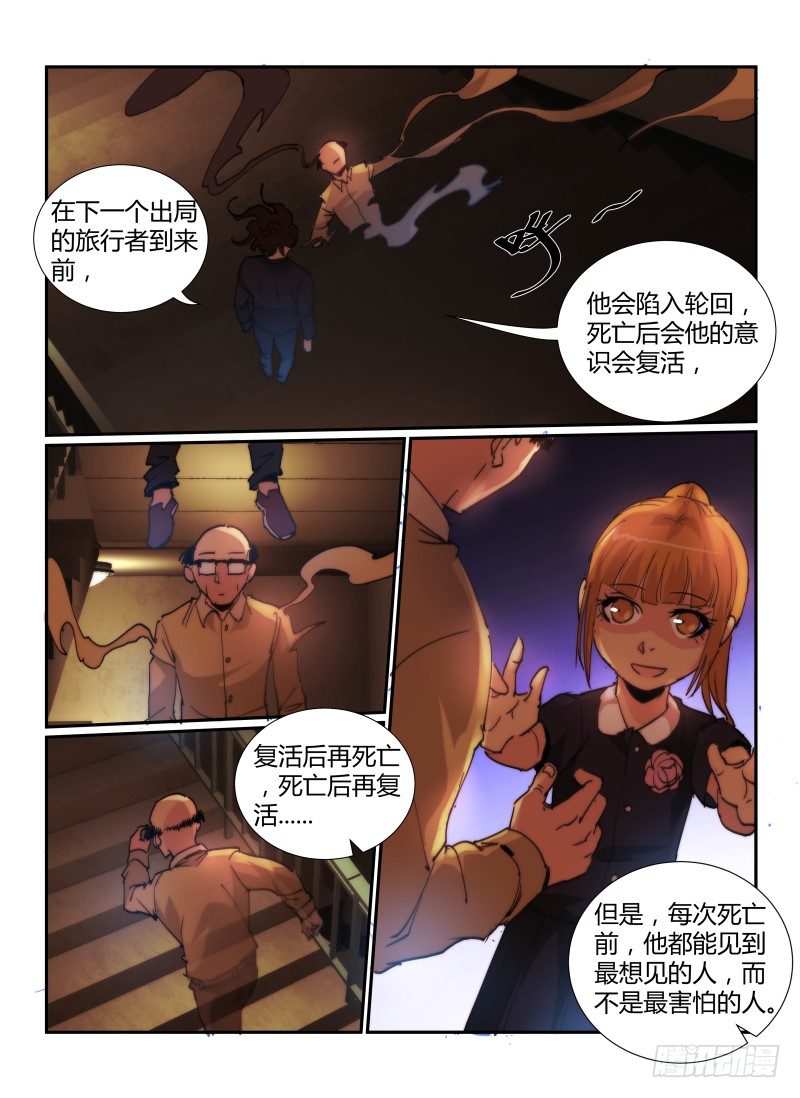 在下一个出局
的旅行者到来
前，
呼
他会陷入轮回，
死亡后会他的意
识会复活，
复活后再死亡
，死亡后再复
活......
但是，每次死亡
前，他都能见到
最想见的人，而
不是最害怕的人。
腾讯动漫